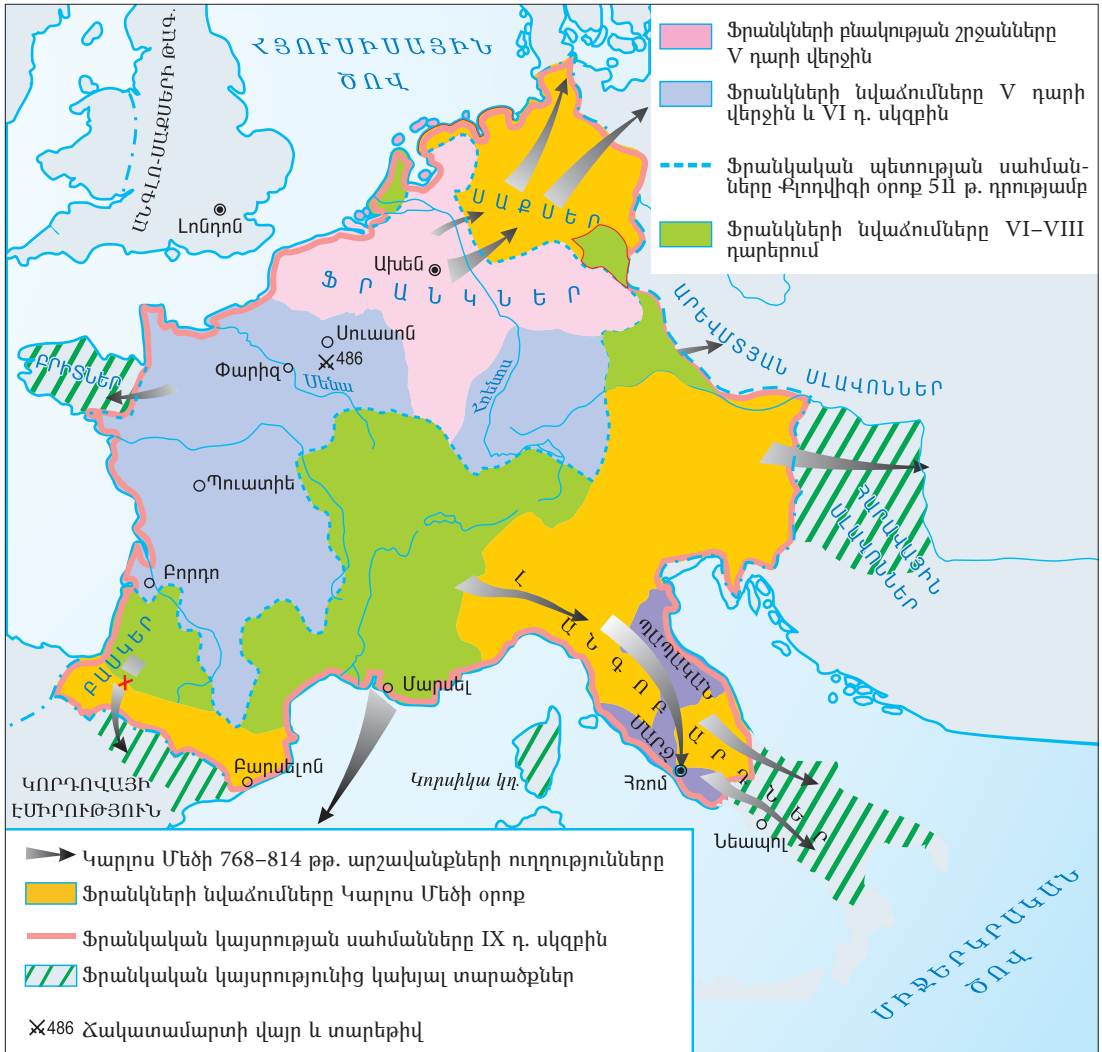 ՀՅՈՒՍԻՍԱՅԻՆ
ԾՈՎ
ԱՆԳԼՈ-ՍԱՔՍԵՐԻ ԹԱԳ.
Լոնդոն
Ֆրանկների բնակության շրջանները
V դարի վերջին
Ֆրանկների նվաճումները V դարի
վերջին և VI դ. սկզբին
Ֆրանկական պետության սահման-
ները Քլոդվիգի օրոք 511 թ. դրությամբ
Ֆրանկների նվաճումները VI–VIII
դարերում
ՍԱՔՍԵՐ
Ախեն
ՖՐԱՆԿՆԵՐ
ԱՐԵՎՄՏՅԱՆ ՍԼԱՎՈՆՆԵՐ
Սուասոն
486
Փարիզ
Սենա
Հռենոս
ԲՐԻՏՆԵՐ
Պուատիե
ՀԱՐԱՎԱՅԻՆ
ՍԼԱՎՈՆՆԵՐ
Բորդո
ԲԱՍԿԵՐ
ԼԱՆԳՈԲԱՐԴՆԵՐ
ՊԱՊԱԿԱՆ
ՄԱՐԶ
Մարսել
Բարսելոն
ԿՈՐԴՈՎԱՅԻ
ԷՄԻՐՈՒԹՅՈՒՆ
Կորսիկա կղ.
Հռոմ
Նեապոլ
ՄԻՋԵՐԿՐԱԿԱՆ
ԾՈՎ
Կարլոս Մեծի 768–814 թթ. արշավանքների ուղղությունները
Ֆրանկների նվաճումները Կարլոս Մեծի օրոք
Ֆրանկական կայսրության սահմանները IX դ. սկզբին
Ֆրանկական կայսրությունից կախյալ տարածքներ
486 Ճակատամարտի վայր և տարեթիվ